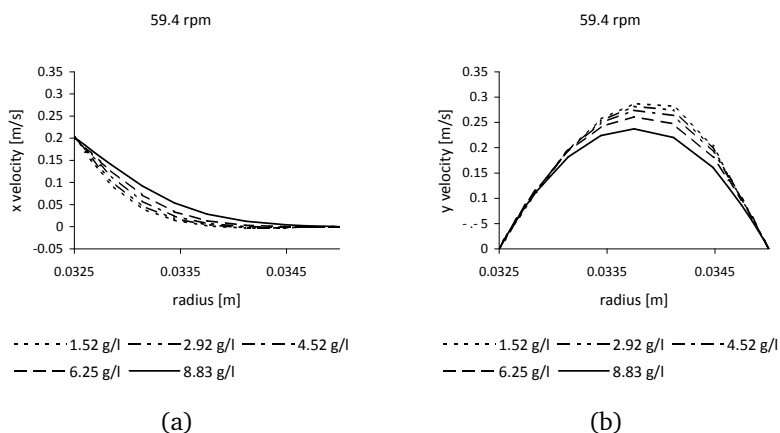 59.4 rpm
x velocity [m/s]
0.35
0.3
0.25
0.2
0.15
0.1
0.05
0
-0.05
0.0325
0.0335
0.0345
radius [m]
1.52 g/l
2.92 g/l
4.52 g/l
6.25 g/l
8.83 g/l
(a)
59.4 rpm
y velocity [m/s]
0.35
0.3
0.25
0.2
0.15
0.1
0
0.0325
0.0335
0.0345
radius [m]
1.52 g/l
2.92 g/l
4.52 g/l
6.25 g/l
8.83 g/l
(b)